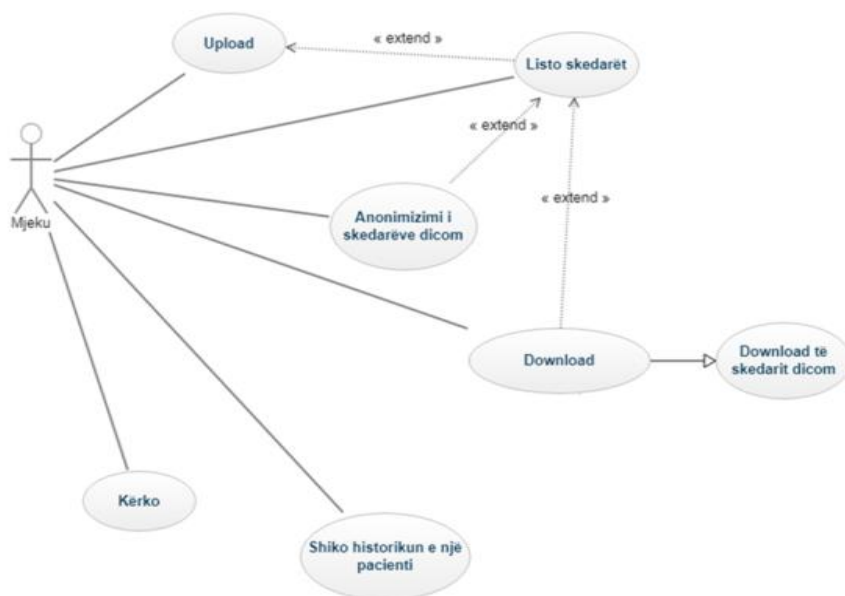 Upload
« extend »
Listo skedarët
« extend »
Mjeku
Anonimizimi i
skedarëve dicom
« extend »
Download
Download të
skedarit dicom
Kërko
Shiko historikun e një
pacienti